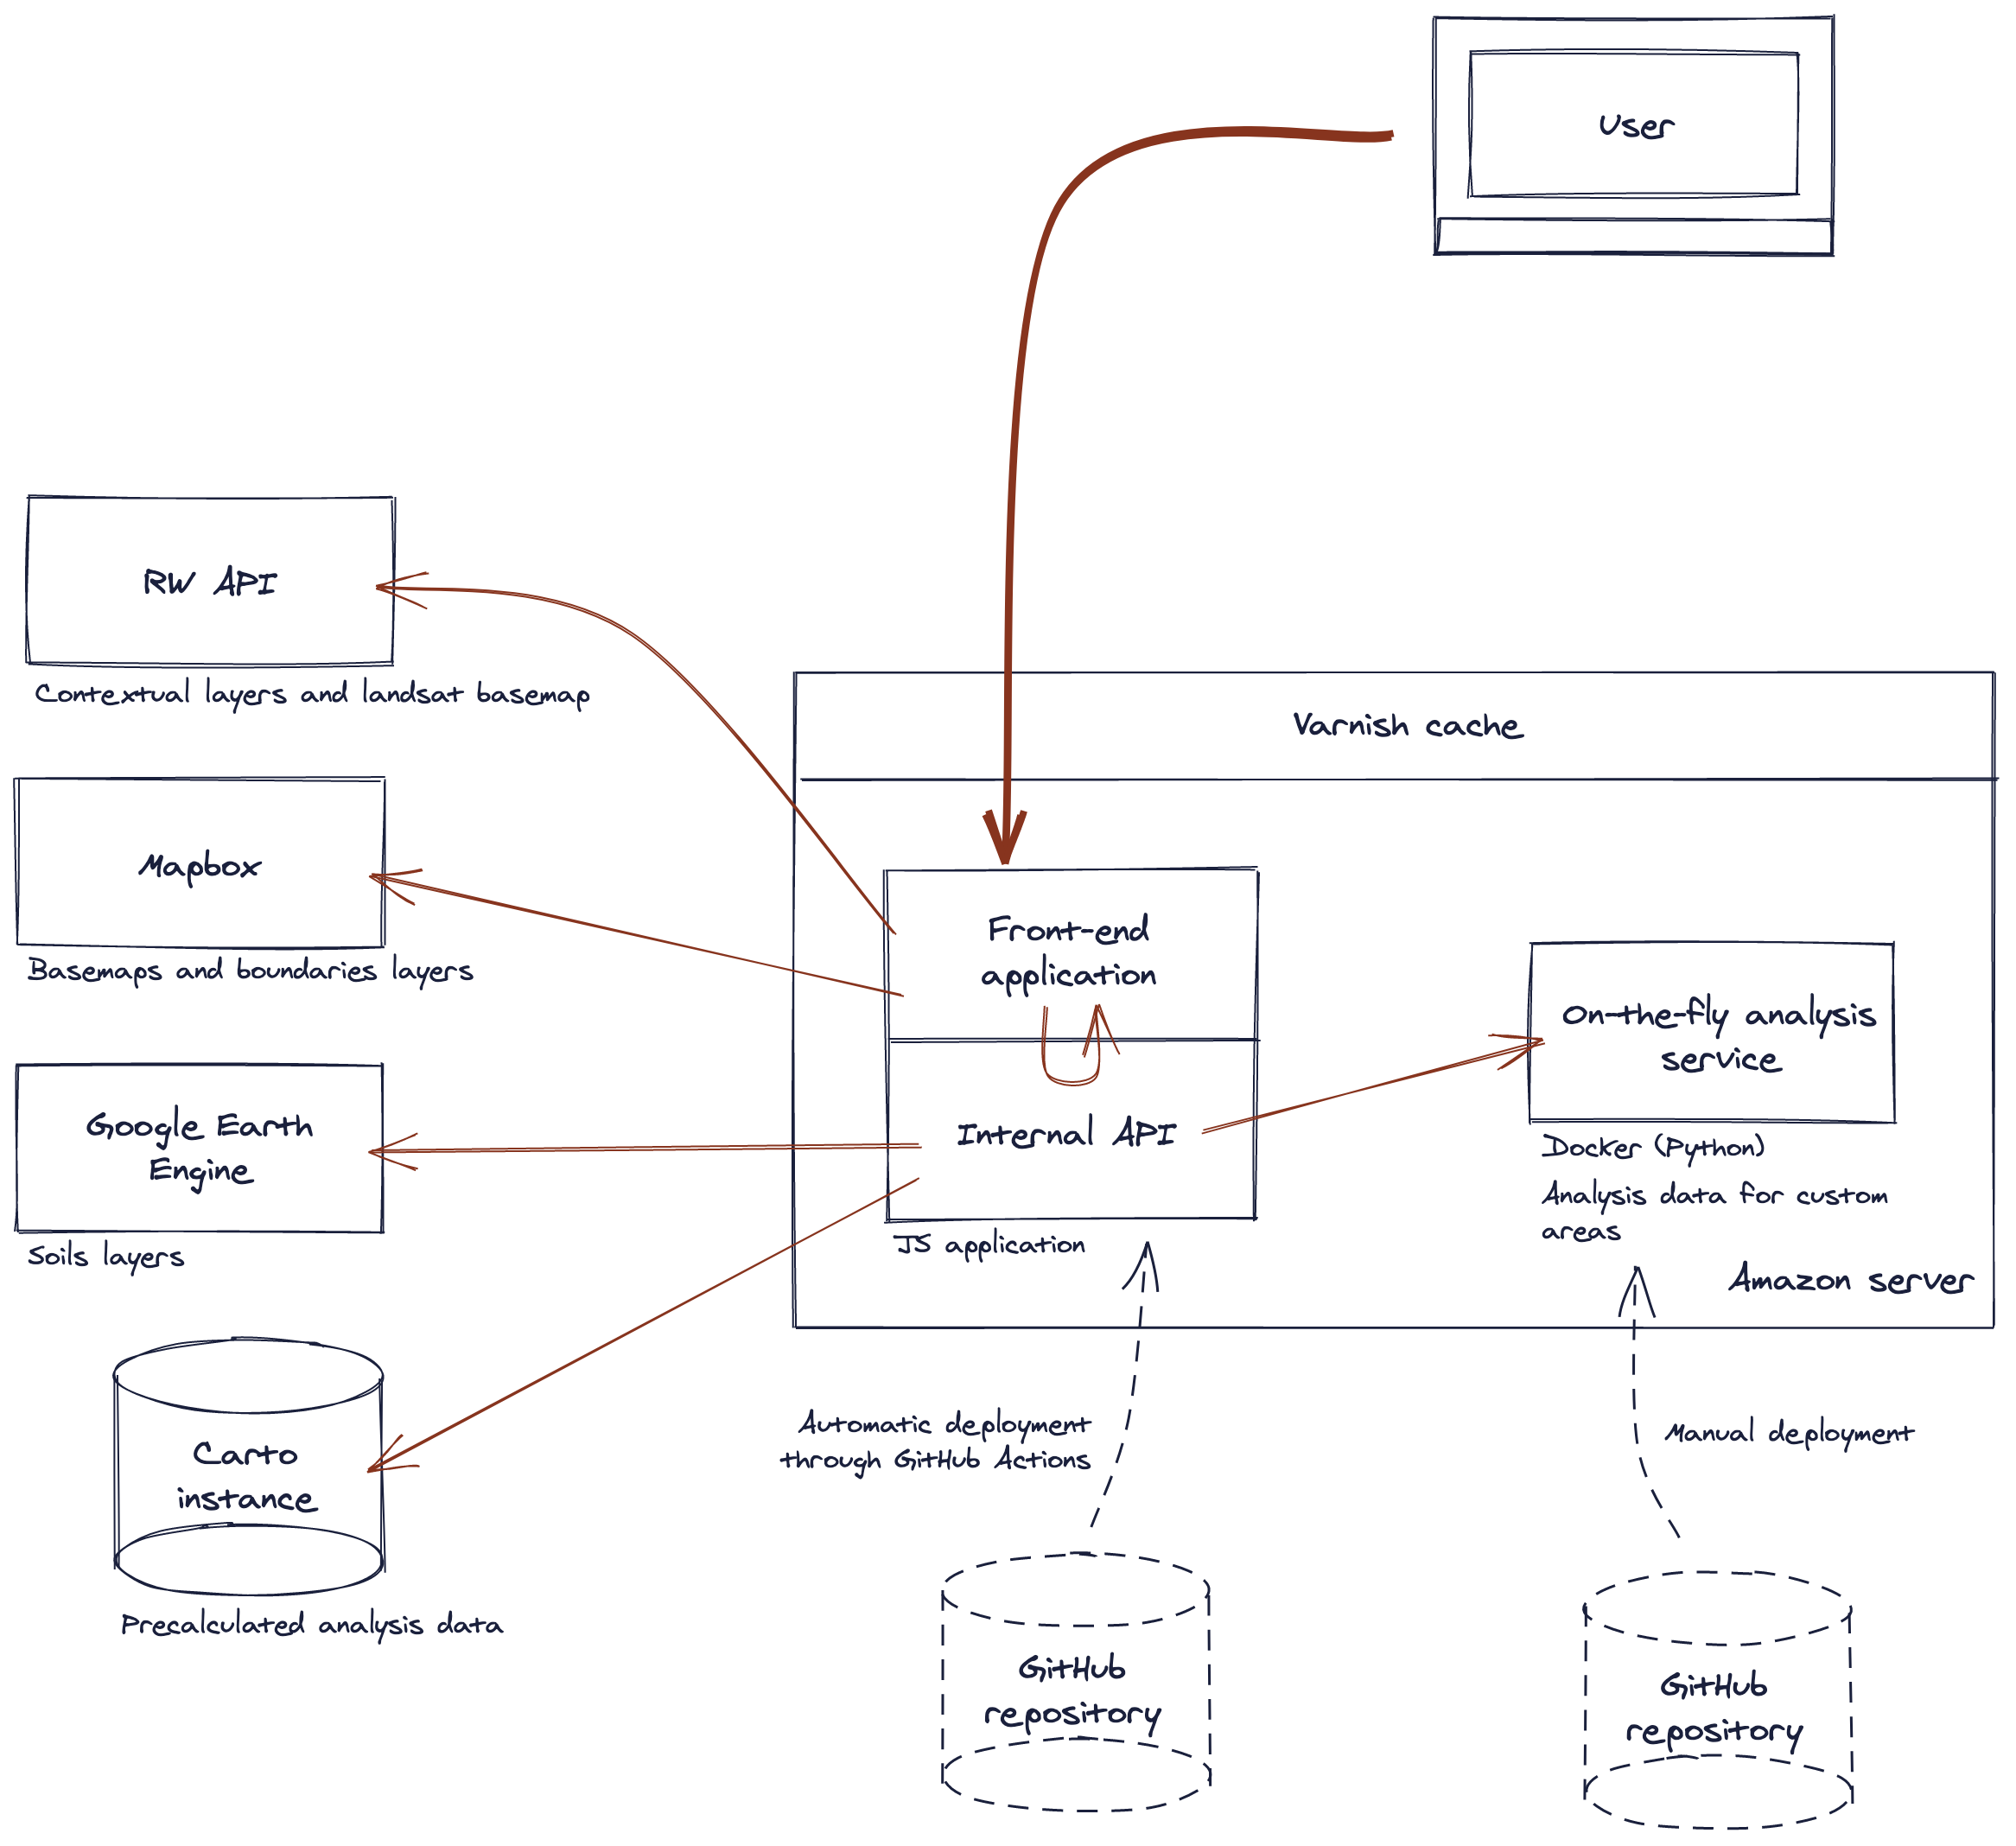 User
RW API
Contextual layers and landsat basemap
Varnish cache
Mapbox
Basemaps and boundaries layers
Front-end
application
On-the-fly analysis
service
Google Earth
Engine
Soils layers
Internal API
JS application
Docker (Python)
Analysis data for custom
areas
Amazon server
Carto
instance
Precalculated analysis data
Automatic deployment
through GitHub Actions
Manual deployment
GitHub
repository
GitHub
repository